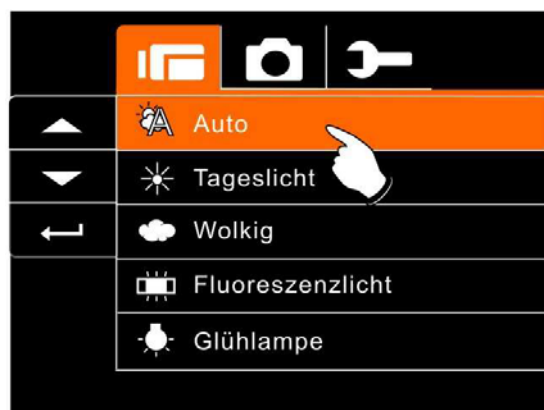 Auto
Tageslicht
Wolkig
Fluoreszenzlicht
Glühlampe